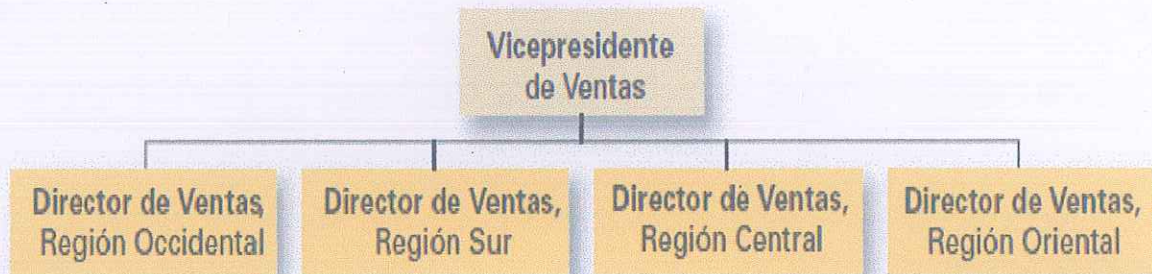 Vicepresidente
de Ventas
Director de Ventas,
Región Occidental
Director de Ventas,
Región Sur
Director de Ventas,
Región Central
Director de Ventas,
Región Oriental